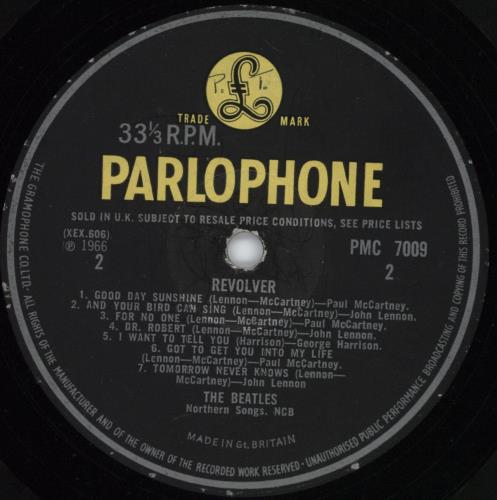 P. T.
£
TRADE MARK
33⅓ R.P.M.
PARLOPHONE
SOLD IN U.K. SUBJECT TO RESALE PRICE CONDITIONS, SEE PRICE LISTS
(XEX.606)
℗ 1966
2
PMC 7009
2
REVOLVER
1. GOOD DAY SUNSHINE (Lennon—McCartney)—Paul McCartney.
2. AND YOUR BIRD CAN SING (Lennon—McCartney)—John Lennon.
3. FOR NO ONE (Lennon—McCartney)—Paul McCartney.
4. DR. ROBERT (Lennon—McCartney)—John Lennon.
5. I WANT TO TELL YOU (Harrison)—George Harrison.
6. GOT TO GET YOU INTO MY LIFE
(Lennon—McCartney)—Paul McCartney.
7. TOMORROW NEVER KNOWS (Lennon—
McCartney)—John Lennon
THE BEATLES
Northern Songs. NCB
MADE IN Gt. BRITAIN
THE GRAMOPHONE CO. LTD.· ALL RIGHTS OF THE MANUFACTURER AND OF THE OWNER OF THE RECORDED WORK RESERVED · UNAUTHORISED PUBLIC PERFORMANCE BROADCASTING AND COPYING OF THIS RECORD PROHIBITED